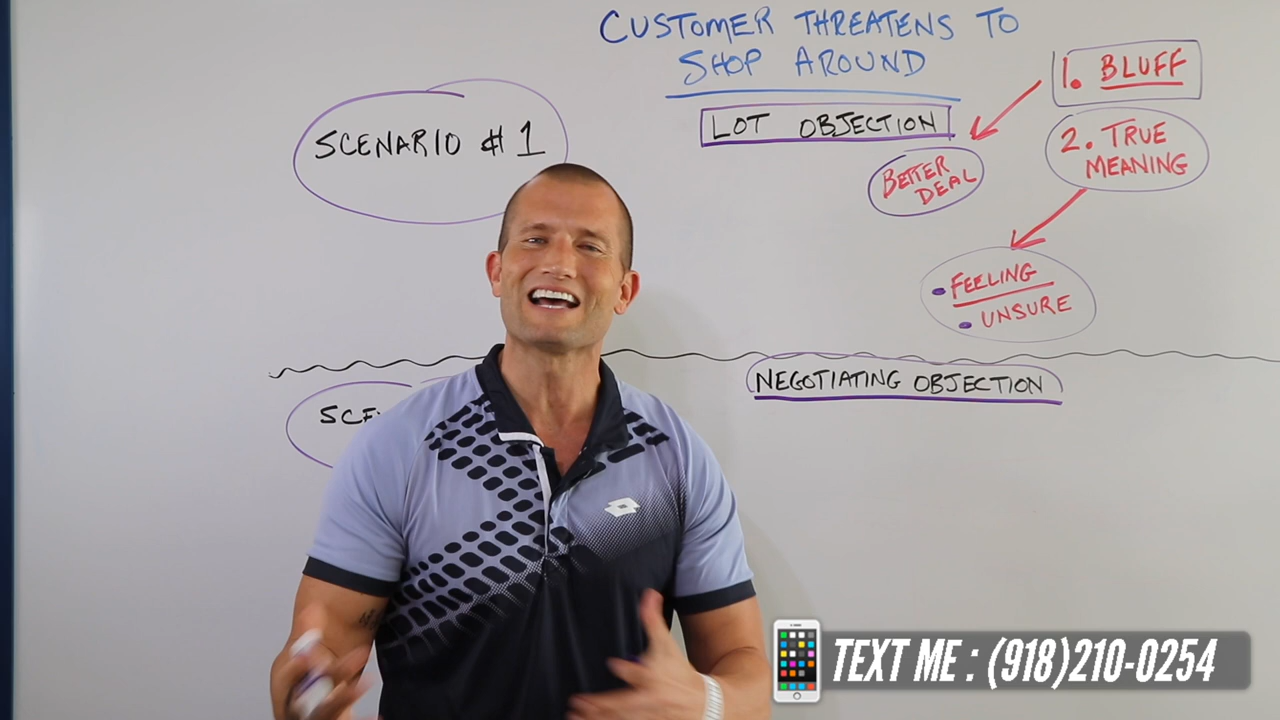 CUSTOMER THREATENS TO
SHOP AROUND
SCENARIO # 1
LOT OBJECTION
1. BLUFF
2. TRUE
MEANING
BETTER
DEAL
• FEELING
• UNSURE
NEGOTIATING OBJECTION
TEXT ME : (918)210-0254